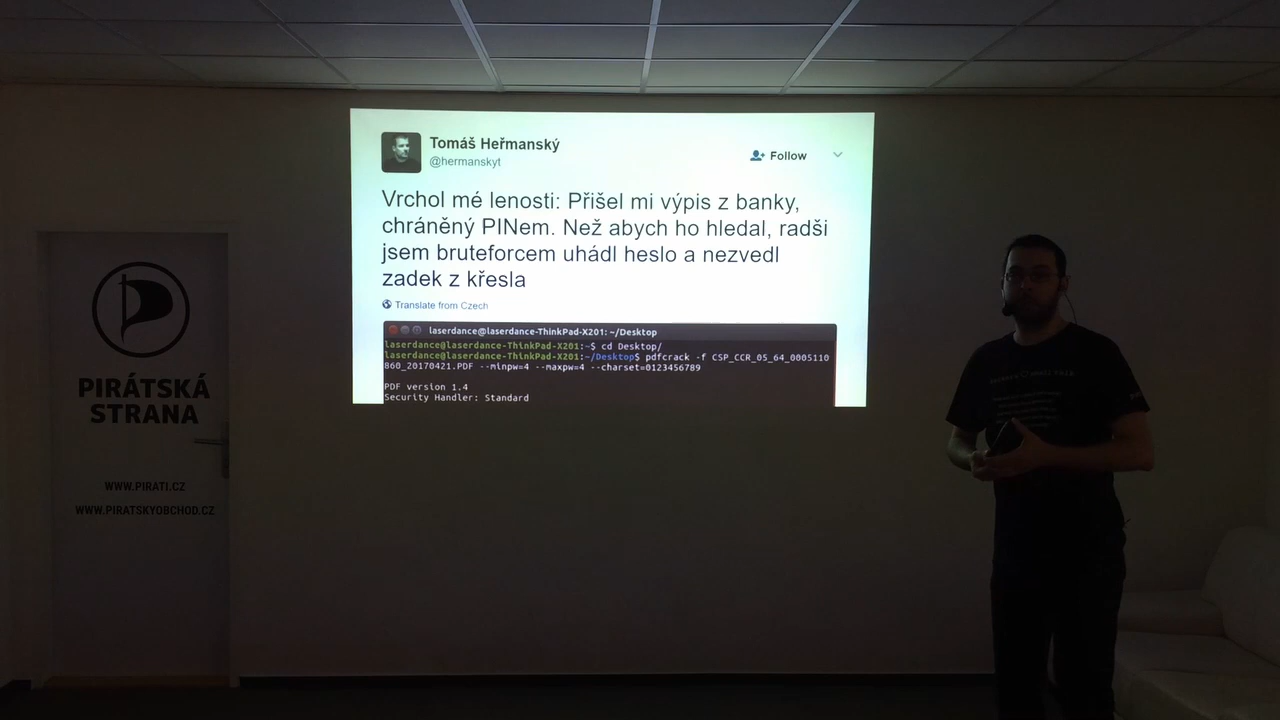 Tomáš Heřmanský
@hermanskyt
Follow
Vrchol mé lenosti: Přišel mi výpis z banky,
chráněný PINem. Než abych ho hledal, radši
jsem bruteforcem uhádl heslo a nezvedl
zadek z křesla
Translate from Czech
laserdance@laserdance-ThinkPad-X201: ~/Desktop
laserdance@laserdance-ThinkPad-X201:~$ cd Desktop/
laserdance@laserdance-ThinkPad-X201:~/Desktop$ pdfcrack -f CSP_CCR_05_64_0005110
860_20170421.PDF --minpw=4 --maxpw=4 --charset=0123456789
PDF version 1.4
Security Handler: Standard
PIRÁTSKÁ
STRANA
WWW.PIRATI.CZ
WWW.PIRATSKYOBCHOD.CZ